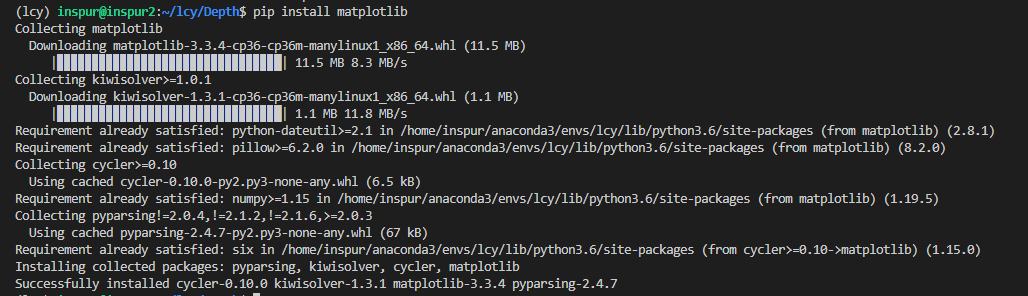 (lcy) inspur@inspur2:~/lcy/Depth$ pip install matplotlib
Collecting matplotlib
  Downloading matplotlib-3.3.4-cp36-cp36m-manylinux1_x86_64.whl (11.5 MB)
     |████████████████████████████████| 11.5 MB 8.3 MB/s
Collecting kiwisolver>=1.0.1
  Downloading kiwisolver-1.3.1-cp36-cp36m-manylinux1_x86_64.whl (1.1 MB)
     |████████████████████████████████| 1.1 MB 11.8 MB/s
Requirement already satisfied: python-dateutil>=2.1 in /home/inspur/anaconda3/envs/lcy/lib/python3.6/site-packages (from matplotlib) (2.8.1)
Requirement already satisfied: pillow>=6.2.0 in /home/inspur/anaconda3/envs/lcy/lib/python3.6/site-packages (from matplotlib) (8.2.0)
Collecting cycler>=0.10
  Using cached cycler-0.10.0-py2.py3-none-any.whl (6.5 kB)
Requirement already satisfied: numpy>=1.15 in /home/inspur/anaconda3/envs/lcy/lib/python3.6/site-packages (from matplotlib) (1.19.5)
Collecting pyparsing!=2.0.4,!=2.1.2,!=2.1.6,>=2.0.3
  Using cached pyparsing-2.4.7-py2.py3-none-any.whl (67 kB)
Requirement already satisfied: six in /home/inspur/anaconda3/envs/lcy/lib/python3.6/site-packages (from cycler>=0.10->matplotlib) (1.15.0)
Installing collected packages: pyparsing, kiwisolver, cycler, matplotlib
Successfully installed cycler-0.10.0 kiwisolver-1.3.1 matplotlib-3.3.4 pyparsing-2.4.7